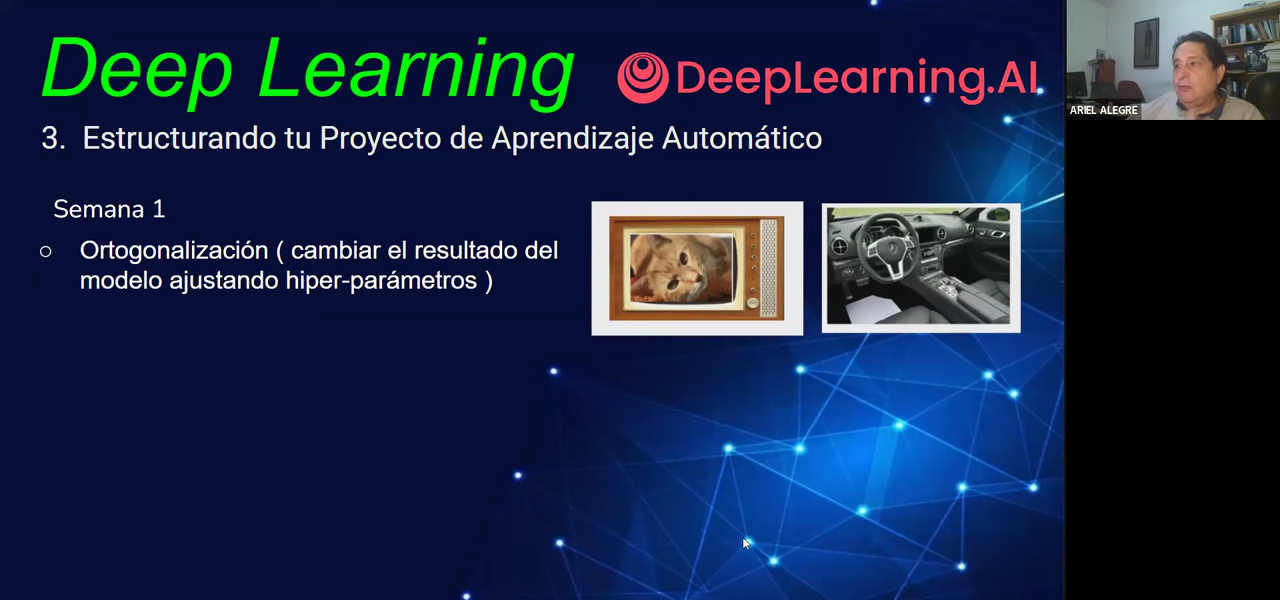 Deep Learning
DeepLearning.AI
ARIEL ALEGRE
3. Estructurando tu Proyecto de Aprendizaje Automático
Semana 1
○ Ortogonalización ( cambiar el resultado del
modelo ajustando hiper-parámetros )